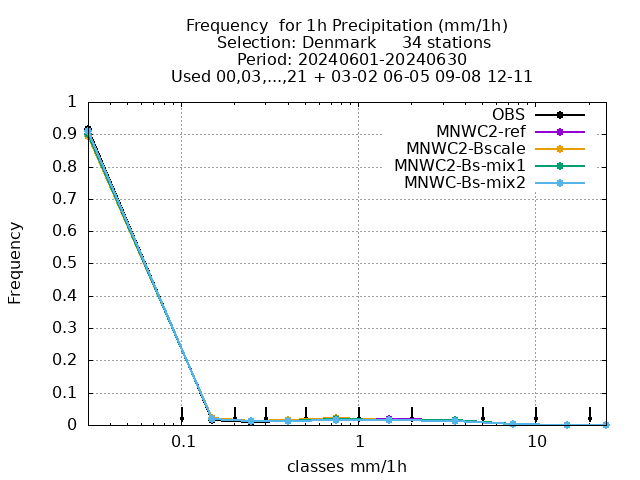 Frequency  for 1h Precipitation (mm/1h)
Selection: Denmark     34 stations
Period: 20240601-20240630
Used 00,03,...,21 + 03-02 06-05 09-08 12-11
OBS
MNWC2-ref
MNWC2-Bscale
MNWC2-Bs-mix1
MNWC-Bs-mix2
Frequency
1
0.9
0.8
0.7
0.6
0.5
0.4
0.3
0.2
0.1
0
0.1
1
10
classes mm/1h